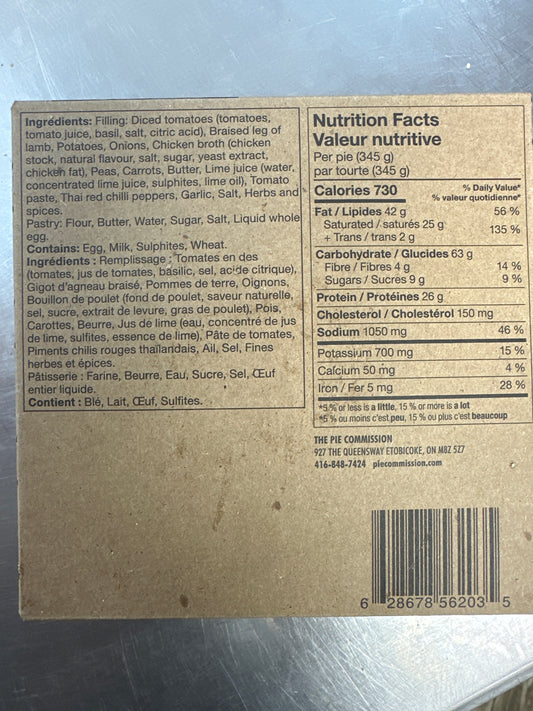 Ingredients: Filling: Diced tomatoes (tomatoes,
tomato juice, basil, salt, citric acid), Braised leg of
lamb, Potatoes, Onions, Chicken broth (chicken
stock, natural flavour, salt, sugar, yeast extract,
chicken fat), Peas, Carrots, Butter, Lime juice (water,
concentrated lime juice, sulphites, lime oil), Tomato
paste, Thai red chilli peppers, Garlic, Salt, Herbs and
spices.
Pastry: Flour, Butter, Water, Sugar, Salt, Liquid whole
egg.
Contains: Egg, Milk, Sulphites, Wheat.
Ingrédients : Remplissage : Tomates en des
(tomates, jus de tomates, basilic, sel, acide citrique),
Gigot d'agneau braisé, Pommes de terre, Oignons,
Bouillon de poulet (fond de poulet, saveur naturelle,
sel, sucre, extrait de levure, gras de poulet), Pois,
Carottes, Beurre, Jus de lime (eau, concentré de jus
de lime, sulfites, essence de lime), Pâte de tomates,
Piments chilis rouges thaïlandais, Ail, Sel, Fines
herbes et épices.
Pâtisserie : Farine, Beurre, Eau, Sucre, Sel, Œuf
entier liquide.
Contient : Blé, Lait, Œuf, Sulfites.
Nutrition Facts
Valeur nutritive
Per pie (345 g)
par tourte (345 g)
Calories 730
% Daily Value*
% valeur quotidienne*
Fat / Lipides 42 g 56 %
Saturated / saturés 25 g
+ Trans / trans 2 g 135 %
Carbohydrate / Glucides 63 g
Fibre / Fibres 4 g 14 %
Sugars / Sucres 9 g 9 %
Protein / Protéines 26 g
Cholesterol / Cholestérol 150 mg
Sodium 1050 mg 46 %
Potassium 700 mg 15 %
Calcium 50 mg 4 %
Iron / Fer 5 mg 28 %
*5 % or less is a little, 15 % or more is a lot
*5 % ou moins c'est peu, 15 % ou plus c'est beaucoup
THE PIE COMMISSION
927 THE QUEENSWAY ETOBICOKE, ON M8Z 5Z7
416-848-7424 piecommission.com
6 28678 56203 5